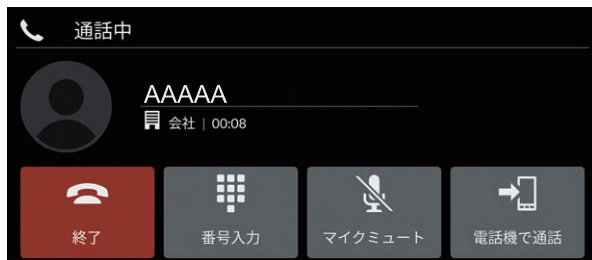 通話中
AAAAA
会社 | 00:08
終了
番号入力
マイクミュート
電話機で通話